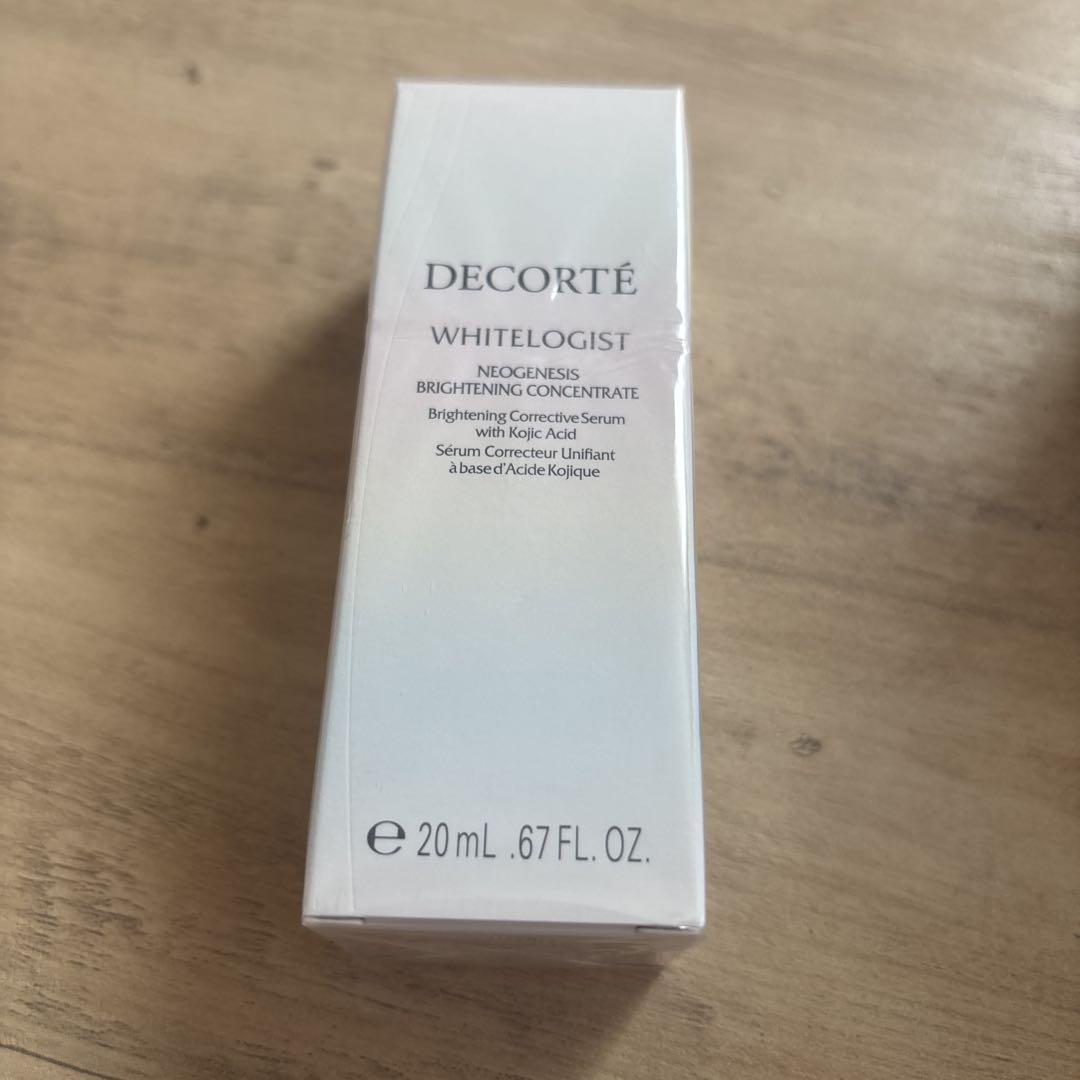 DECORTÉ
WHITELOGIST
NEOGENESIS
BRIGHTENING CONCENTRATE
Brightening Corrective Serum
with Kojic Acid
Sérum Correcteur Unifiant
à base d'Acide Kojique
℮ 20 mL .67 FL. OZ.